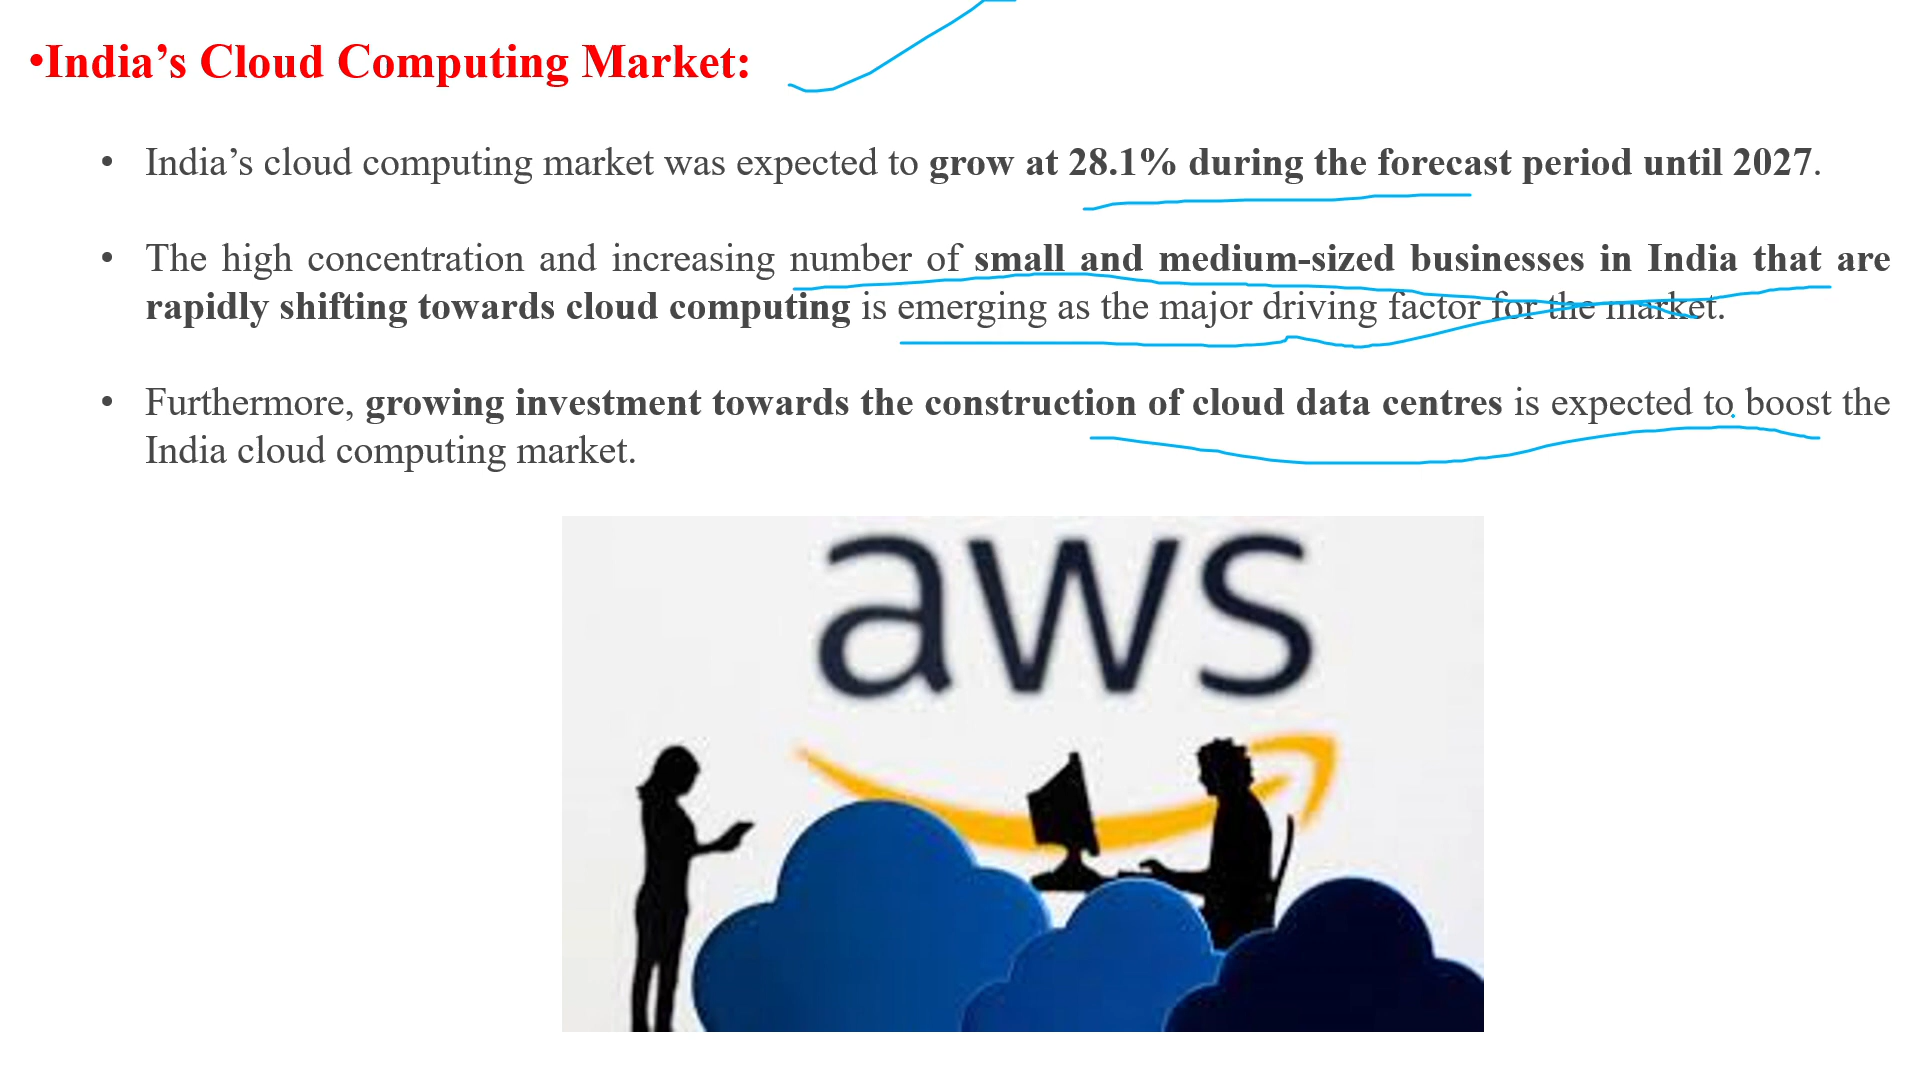 •India’s Cloud Computing Market:
• India’s cloud computing market was expected to grow at 28.1% during the forecast period until 2027.
• The high concentration and increasing number of small and medium-sized businesses in India that are
rapidly shifting towards cloud computing is emerging as the major driving factor for the market.
• Furthermore, growing investment towards the construction of cloud data centres is expected to boost the
India cloud computing market.
aws